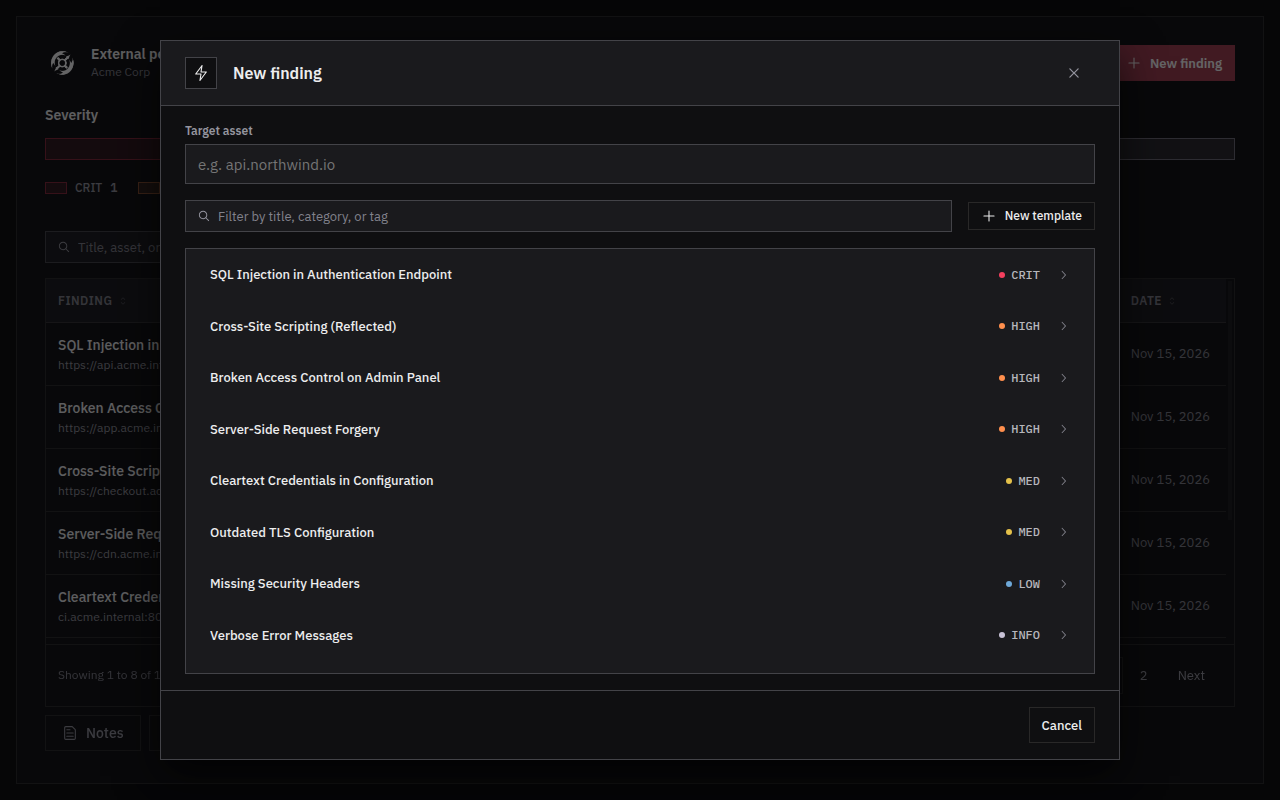 External po
Acme Corp
New finding
Severity
CRIT 1
Title, asset, or
FINDING
DATE
SQL Injection in
https://api.acme.in
Nov 15, 2026
Broken Access C
https://app.acme.in
Nov 15, 2026
Cross-Site Scrip
https://checkout.ac
Nov 15, 2026
Server-Side Req
https://cdn.acme.in
Nov 15, 2026
Cleartext Creder
ci.acme.internal:80
Nov 15, 2026
Showing 1 to 8 of 1
2
Next
Notes
New finding
Target asset
e.g. api.northwind.io
Filter by title, category, or tag
New template
SQL Injection in Authentication Endpoint CRIT
Cross-Site Scripting (Reflected) HIGH
Broken Access Control on Admin Panel HIGH
Server-Side Request Forgery HIGH
Cleartext Credentials in Configuration MED
Outdated TLS Configuration MED
Missing Security Headers LOW
Verbose Error Messages INFO
Cancel